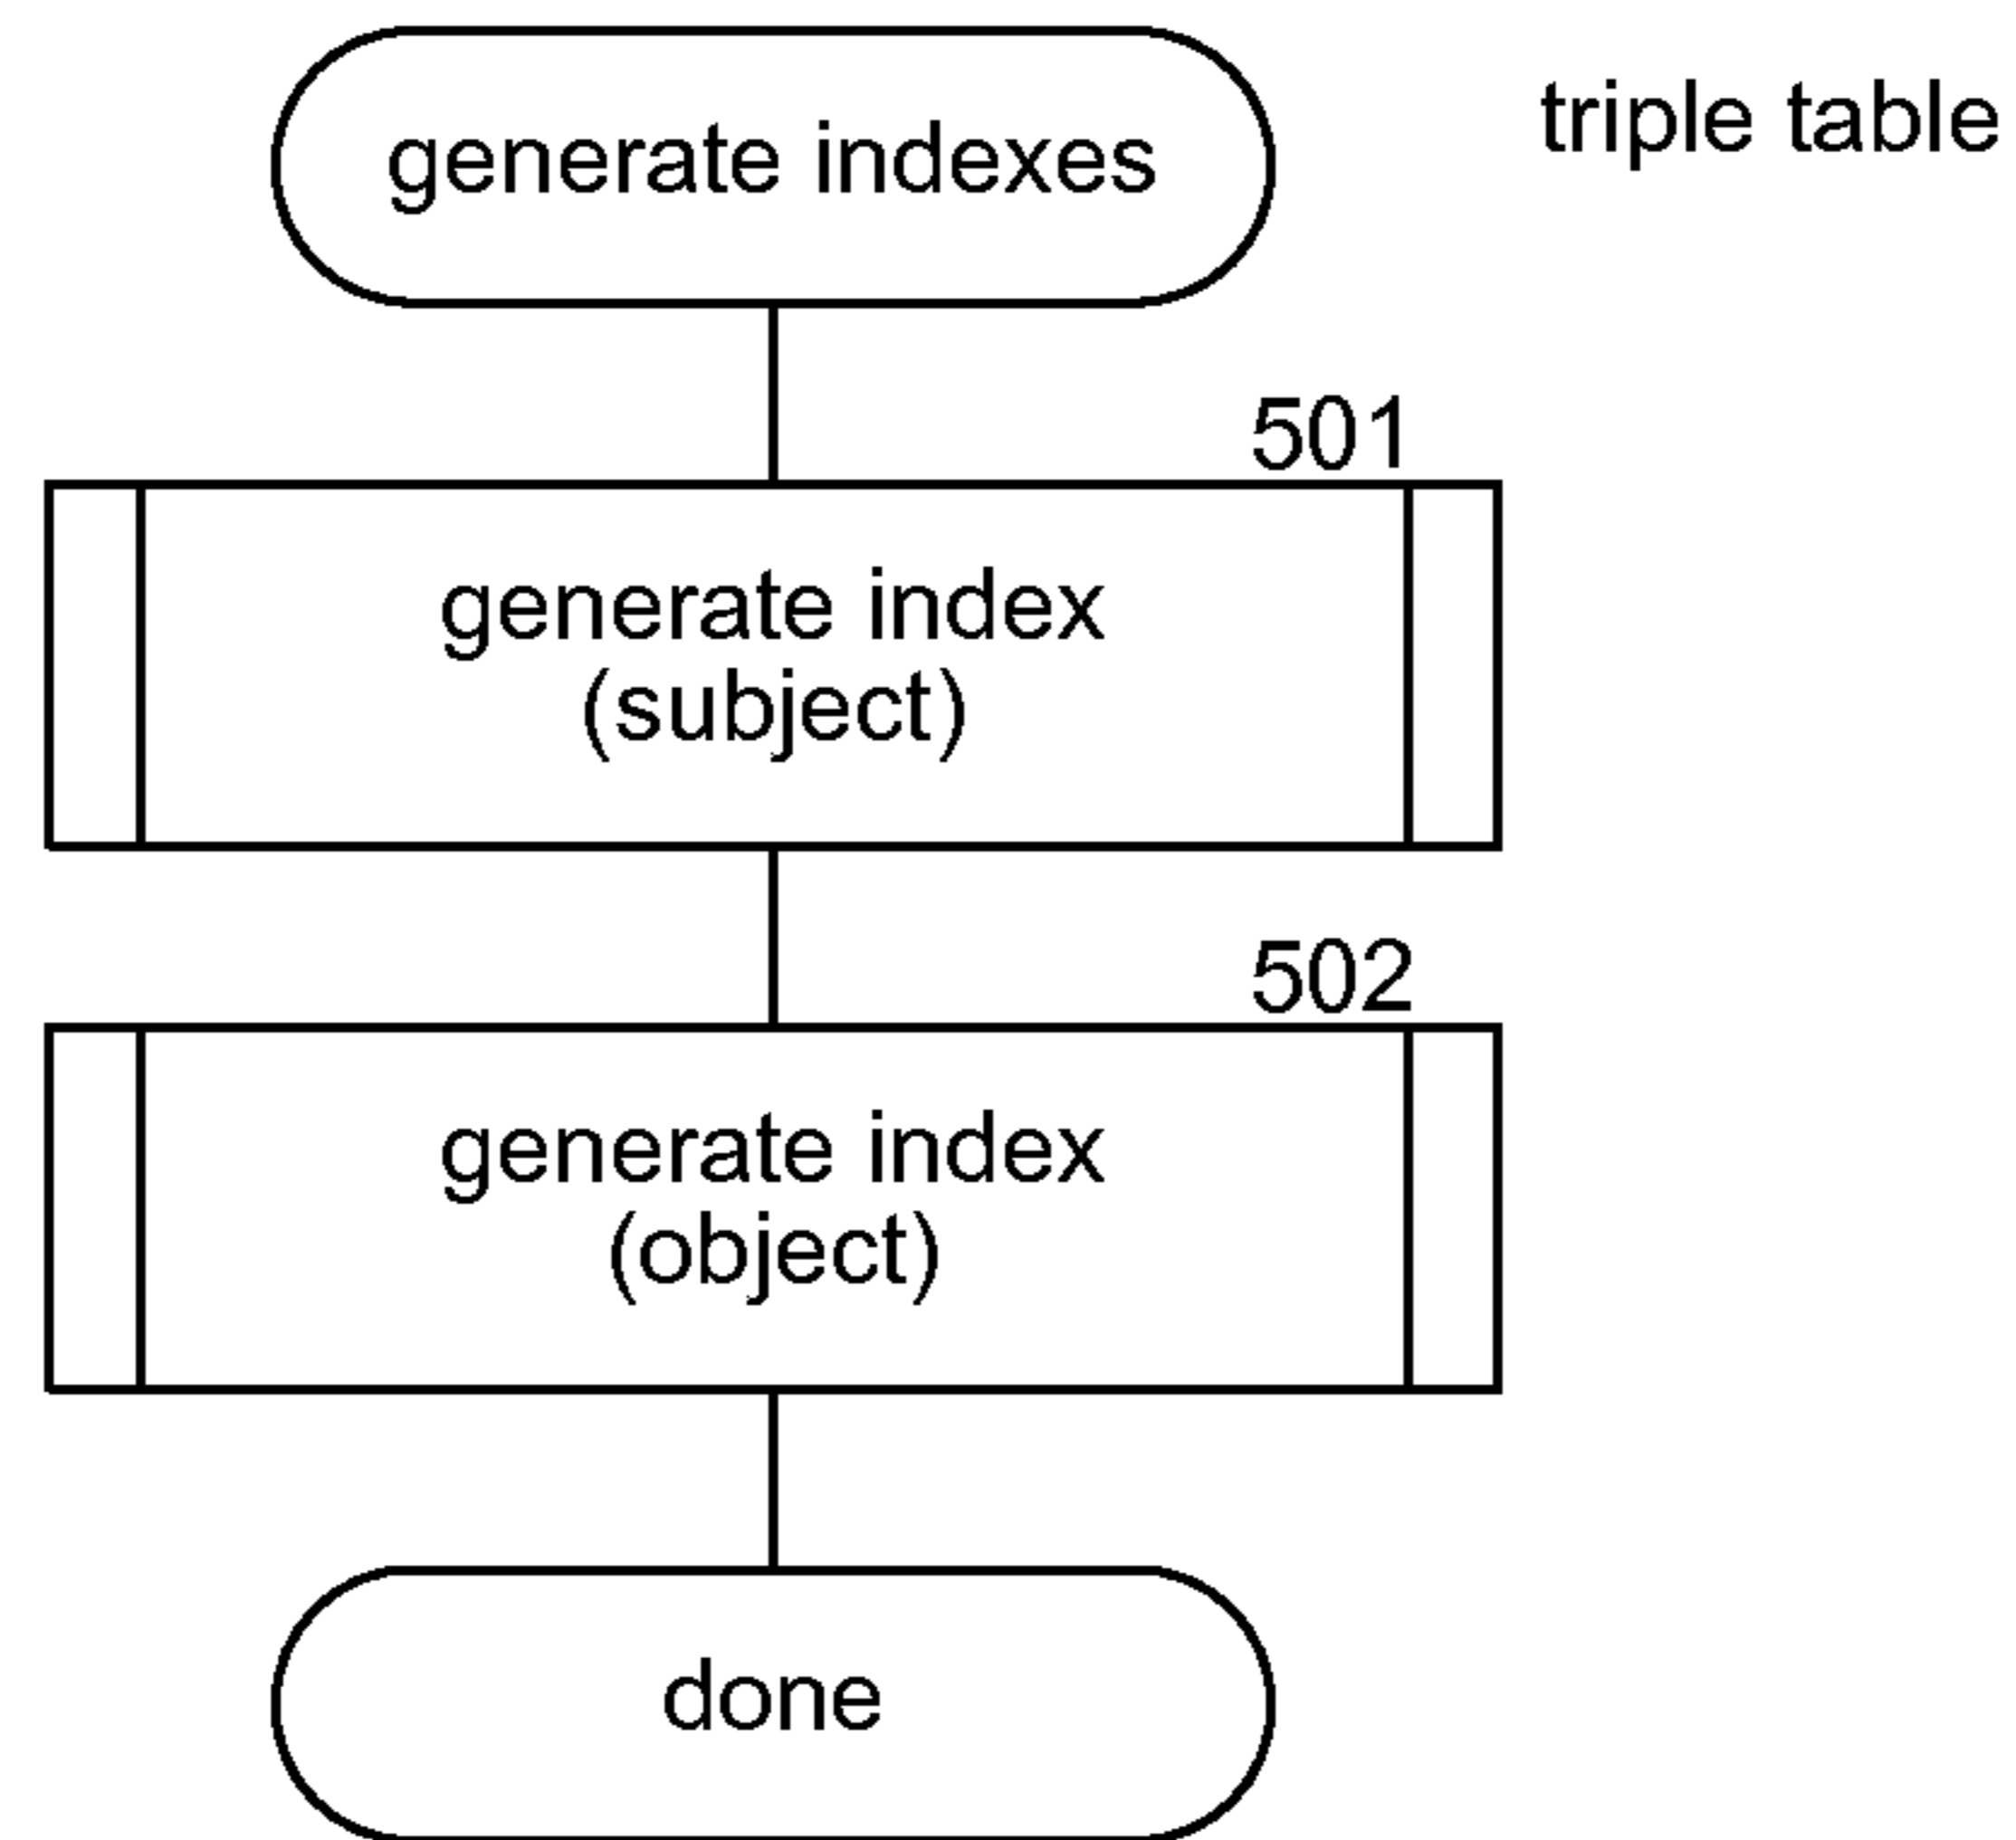 generate indexes
triple table
501
generate index
(subject)
502
generate index
(object)
done